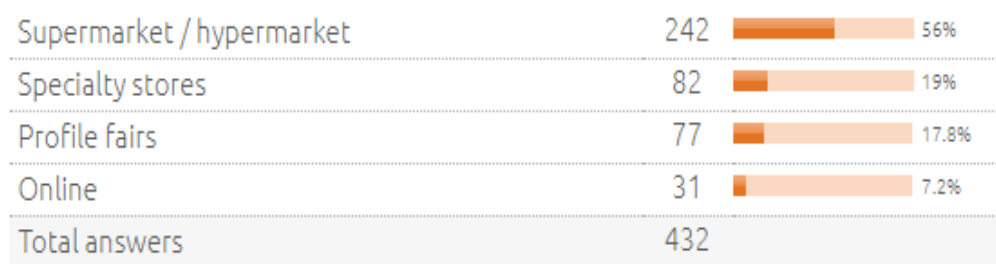 Supermarket / hypermarket 242 56%
Specialty stores 82 19%
Profile fairs 77 17.8%
Online 31 7.2%
Total answers 432